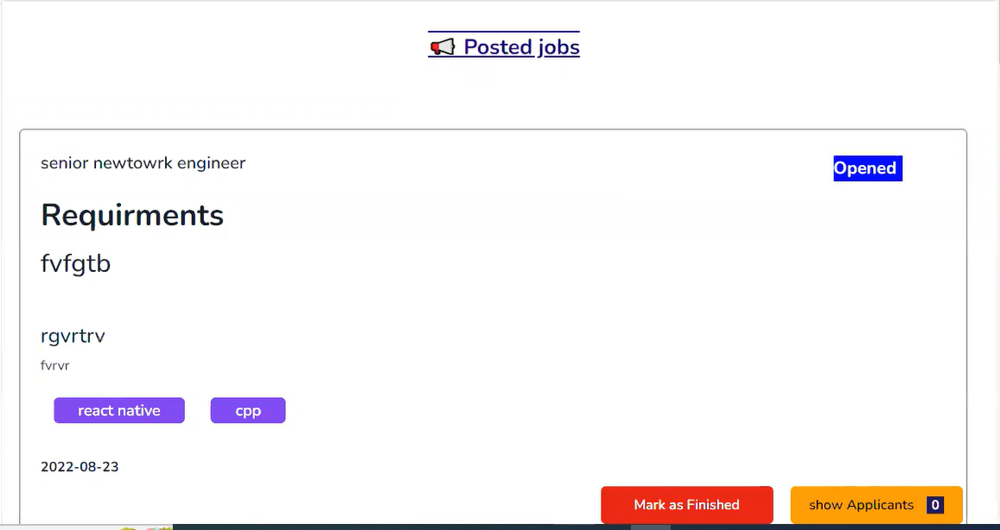 📢 Posted jobs
senior newtowrk engineer
Opened
Requirments
fvfgtb
rgvrtrv
fvrvr
react native cpp
2022-08-23
Mark as Finished show Applicants 0